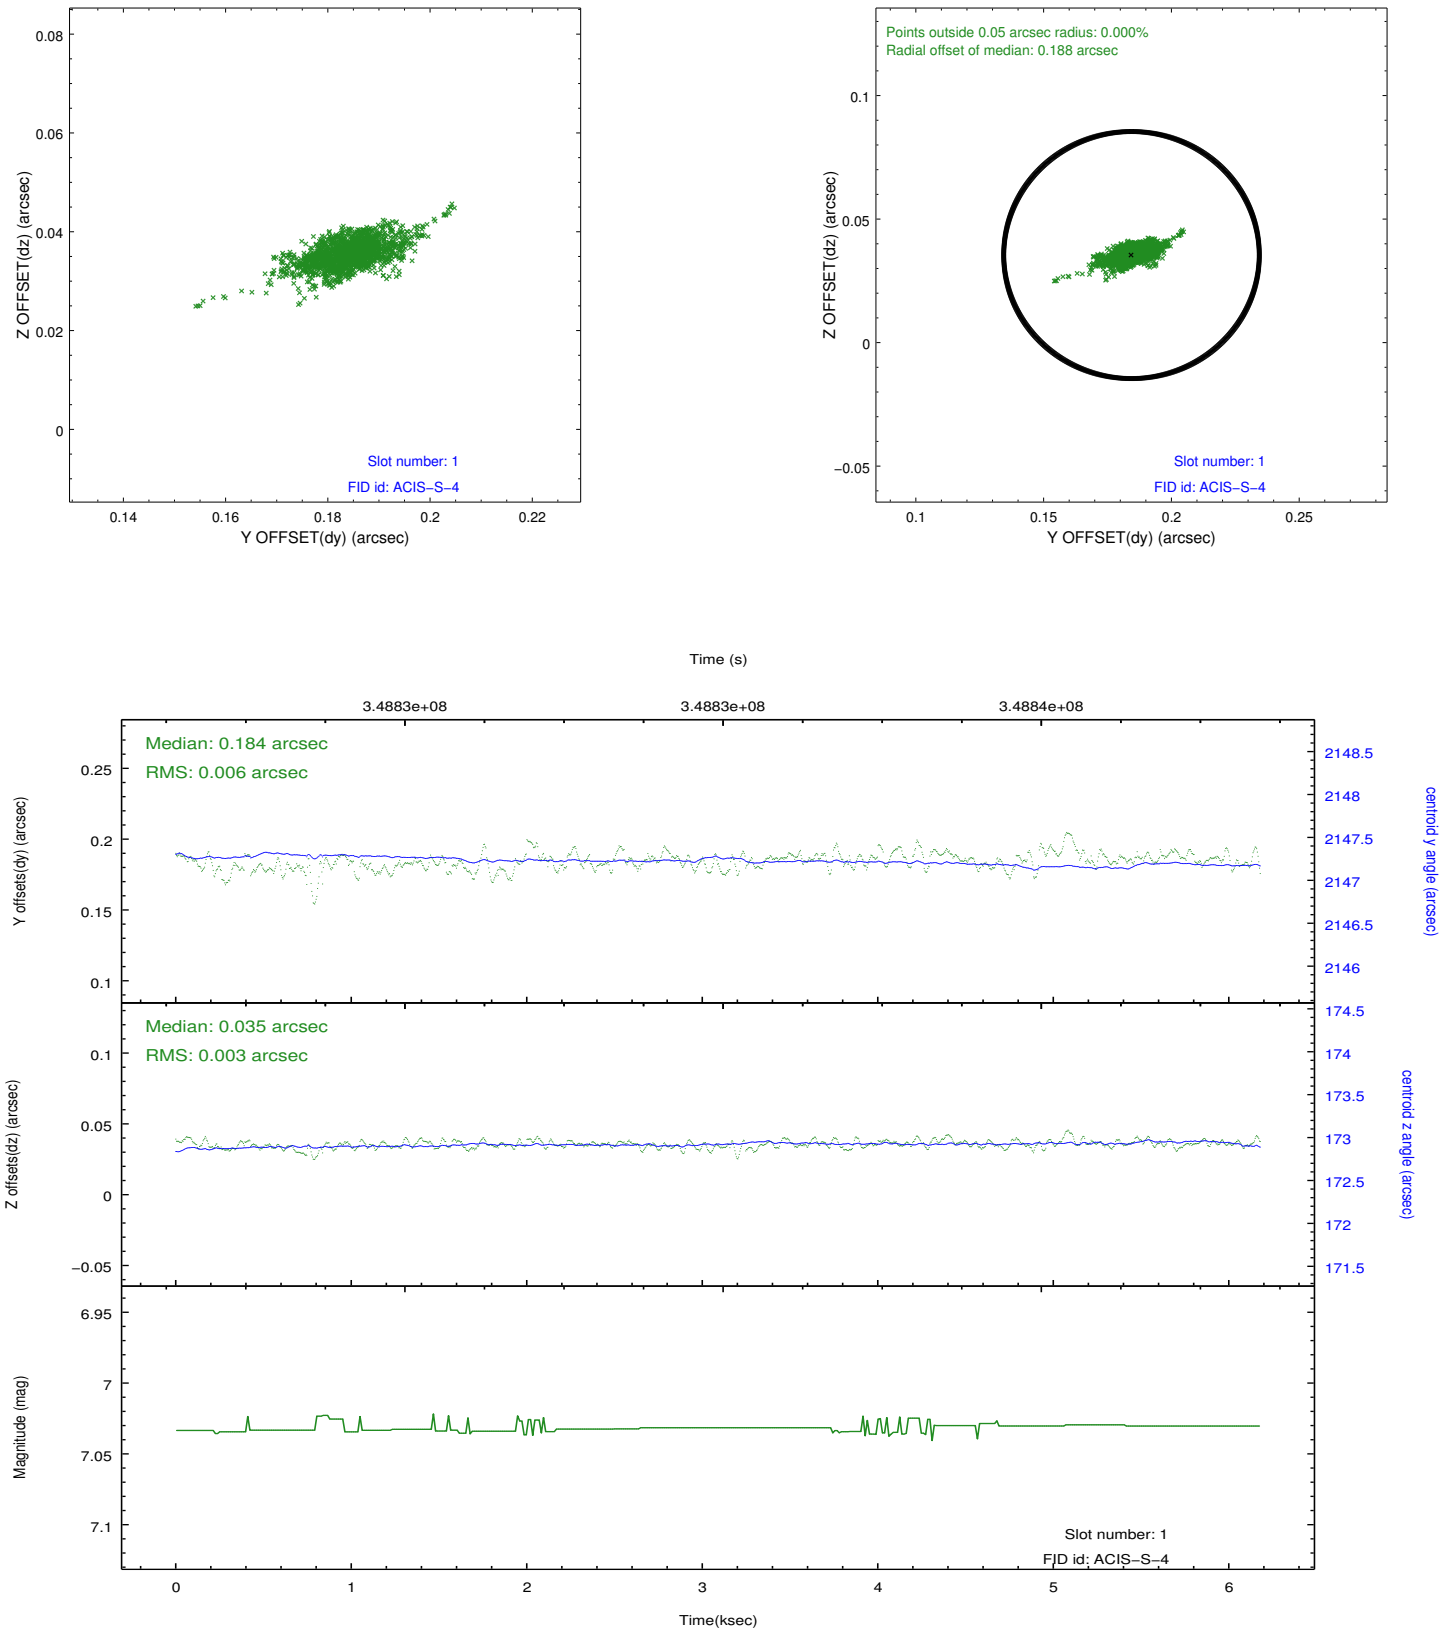 0.08
0.06
0.04
0.02
0
Z OFFSET(dz) (arcsec)
Slot number: 1
FID id: ACIS−S−4
0.14
0.16
0.18
0.2
0.22
Y OFFSET(dy) (arcsec)
Points outside 0.05 arcsec radius: 0.000%
Radial offset of median: 0.188 arcsec
0.1
0.05
0
−0.05
Z OFFSET(dz) (arcsec)
Slot number: 1
FID id: ACIS−S−4
0.1
0.15
0.2
0.25
Y OFFSET(dy) (arcsec)
Time (s)
3.4883e+08
3.4883e+08
3.4884e+08
Median: 0.184 arcsec
RMS: 0.006 arcsec
0.25
0.2
0.15
0.1
Y offsets(dy) (arcsec)
2148.5
2148
2147.5
2147
2146.5
2146
centroid y angle (arcsec)
Median: 0.035 arcsec
RMS: 0.003 arcsec
0.1
0.05
0
−0.05
Z offsets(dz) (arcsec)
174.5
174
173.5
173
172.5
172
171.5
centroid z angle (arcsec)
6.95
7
7.05
7.1
Magnitude (mag)
Slot number: 1
FID id: ACIS−S−4
0
1
2
3
4
5
6
Time(ksec)